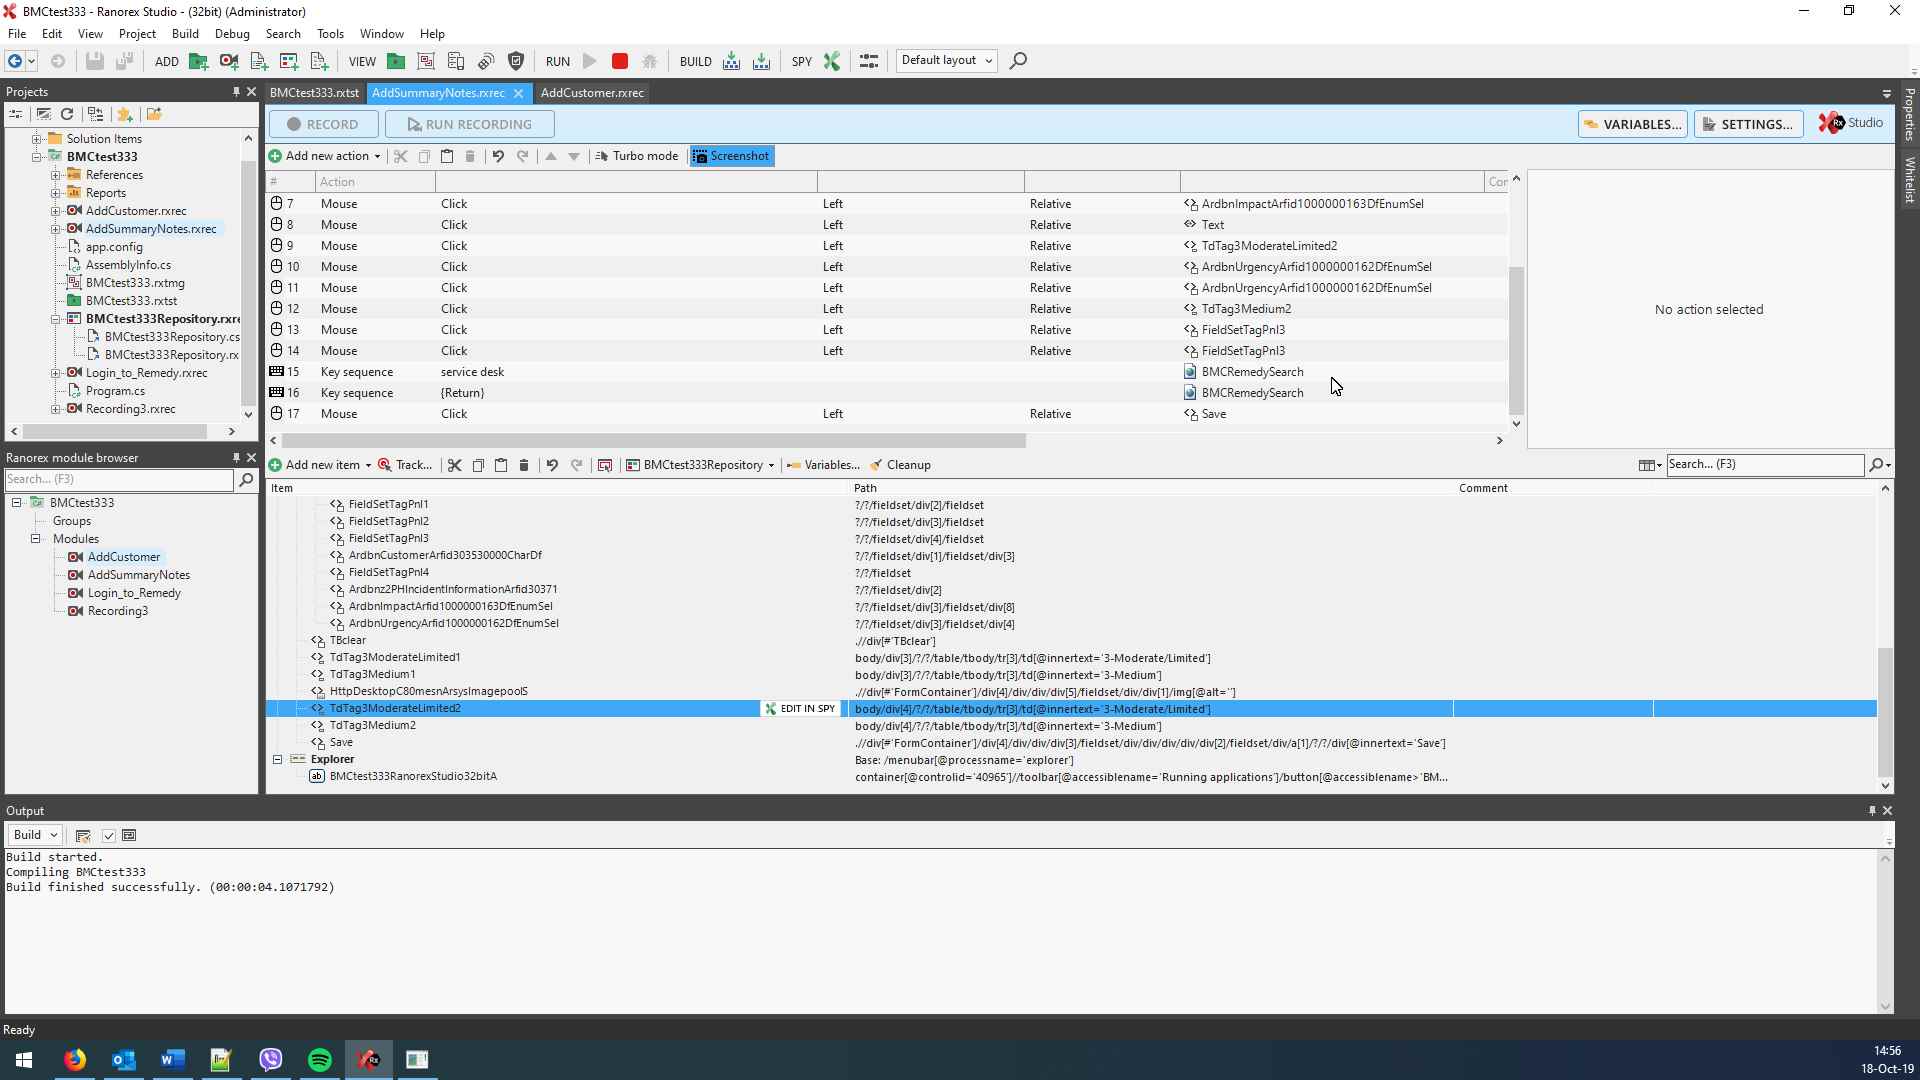 BMCtest333 - Ranorex Studio - (32bit) (Administrator)
File Edit View Project Build Debug Search Tools Window Help
ADD VIEW RUN BUILD SPY Default layout
Projects
Solution Items
BMCtest333
References
Reports
AddCustomer.rxrec
AddSummaryNotes.rxrec
app.config
AssemblyInfo.cs
BMCtest333.rxtmg
BMCtest333.rxtst
BMCtest333Repository.rxre
BMCtest333Repository.cs
BMCtest333Repository.rx
Login_to_Remedy.rxrec
Program.cs
Recording3.rxrec
Ranorex module browser
Search... (F3)
BMCtest333
Groups
Modules
AddCustomer
AddSummaryNotes
Login_to_Remedy
Recording3
BMCtest333.rxtst AddSummaryNotes.rxrec AddCustomer.rxrec
RECORD RUN RECORDING VARIABLES... SETTINGS... Rx Studio
Add new action Turbo mode Screenshot
# Action Cor
7 Mouse Click Left Relative ArdbnImpactArfid1000000163DfEnumSel
8 Mouse Click Left Relative Text
9 Mouse Click Left Relative TdTag3ModerateLimited2
10 Mouse Click Left Relative ArdbnUrgencyArfid1000000162DfEnumSel
11 Mouse Click Left Relative ArdbnUrgencyArfid1000000162DfEnumSel
12 Mouse Click Left Relative TdTag3Medium2
13 Mouse Click Left Relative FieldSetTagPnl3
14 Mouse Click Left Relative FieldSetTagPnl3
15 Key sequence service desk BMCRemedySearch
16 Key sequence {Return} BMCRemedySearch
17 Mouse Click Left Relative Save
No action selected
Properties
Whitelist
Add new item Track... BMCtest333Repository Variables... Cleanup Search... (F3)
Item Path Comment
FieldSetTagPnl1 ?/?/fieldset/div[2]/fieldset
FieldSetTagPnl2 ?/?/fieldset/div[3]/fieldset
FieldSetTagPnl3 ?/?/fieldset/div[4]/fieldset
ArdbnCustomerArfid303530000CharDf ?/?/fieldset/div[1]/fieldset/div[3]
FieldSetTagPnl4 ?/?/fieldset
Ardbnz2PHIncidentInformationArfid30371 ?/?/fieldset/div[2]
ArdbnImpactArfid1000000163DfEnumSel ?/?/fieldset/div[3]/fieldset/div[8]
ArdbnUrgencyArfid1000000162DfEnumSel ?/?/fieldset/div[3]/fieldset/div[4]
TBclear .//div[#'TBclear']
TdTag3ModerateLimited1 body/div[3]/?/?/table/tbody/tr[3]/td[@innertext='3-Moderate/Limited']
TdTag3Medium1 body/div[3]/?/?/table/tbody/tr[3]/td[@innertext='3-Medium']
HttpDesktopC80mesnArsysImagepoolS .//div[#'FormContainer']/div[4]/div/div/div[5]/fieldset/div/div[1]/img[@alt='']
TdTag3ModerateLimited2 EDIT IN SPY body/div[4]/?/?/table/tbody/tr[3]/td[@innertext='3-Moderate/Limited']
TdTag3Medium2 body/div[4]/?/?/table/tbody/tr[3]/td[@innertext='3-Medium']
Save .//div[#'FormContainer']/div[4]/div/div/div[3]/fieldset/div/div/div/div/div[2]/fieldset/div/a[1]/?/?/div[@innertext='Save']
Explorer Base: /menubar[@processname='explorer']
BMCtest333RanorexStudio32bitA container[@controlid='40965']//toolbar[@accessiblename='Running applications']/button[@accessiblename>'BM...
Output
Build
Build started.
Compiling BMCtest333
Build finished successfully. (00:00:04.1071792)
Ready
14:56
18-Oct-19